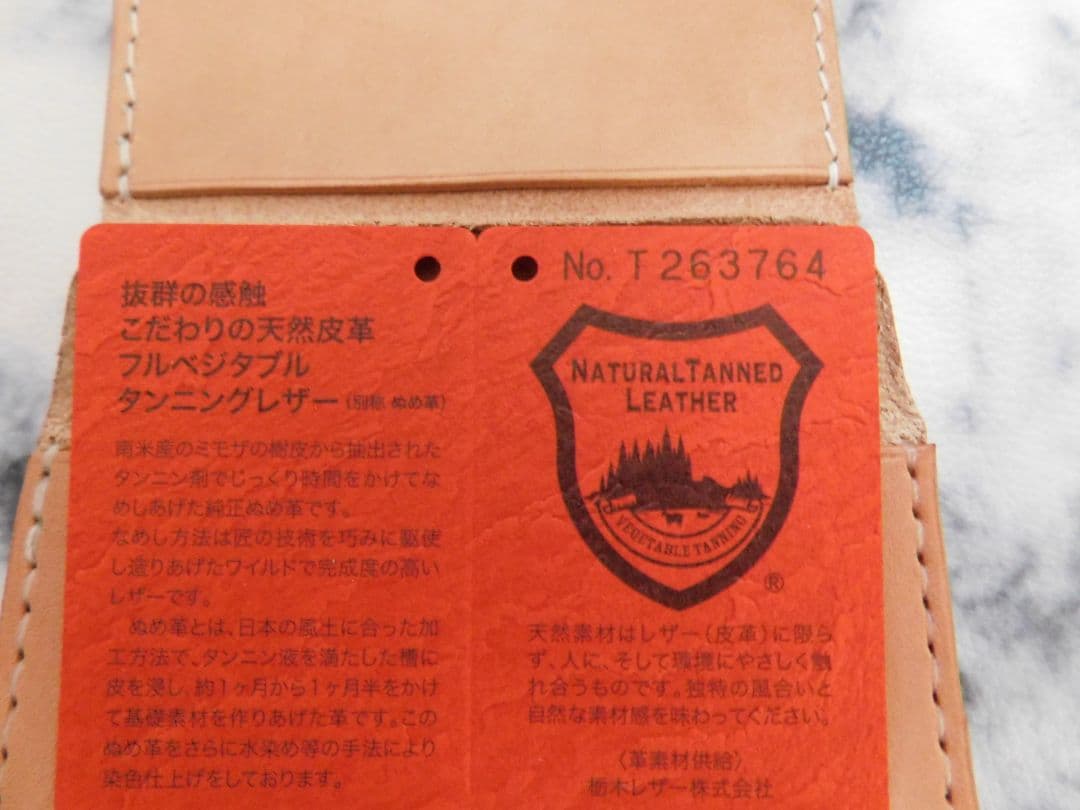 抜群の感触
こだわりの天然皮革
フルベジタブル
タンニングレザー（別称 ぬめ革）
南米産のミモザの樹皮から抽出された
タンニン剤でじっくり時間をかけてな
めしあげた純正ぬめ革です。
なめし方法は匠の技術を巧みに駆使
し造りあげたワイルドで完成度の高い
レザーです。
ぬめ革とは、日本の風土に合った加
工方法で、タンニン液を満たした槽に
皮を浸し、約1ヶ月から1ヶ月半をかけ
て基礎素材を作りあげた革です。この
ぬめ革をさらに水染め等の手法により
染色仕上げをしております。
No. T 263764
NATURALTANNED
LEATHER
VEGETABLE TANNING
®
天然素材はレザー（皮革）に限ら
ず、人に、そして環境にやさしく触
れ合うものです。独特の風合いと
自然な素材感を味わってください。
〈革素材供給〉
栃木レザー株式会社